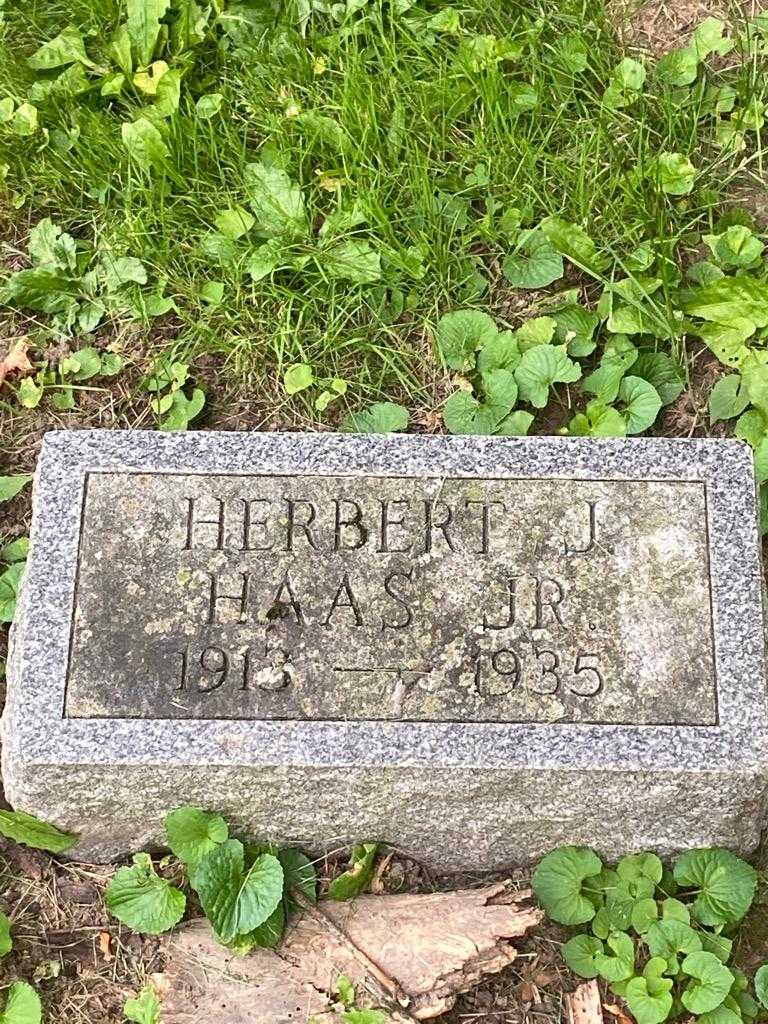 HERBERT J.
HAAS JR.
1913 — 1935